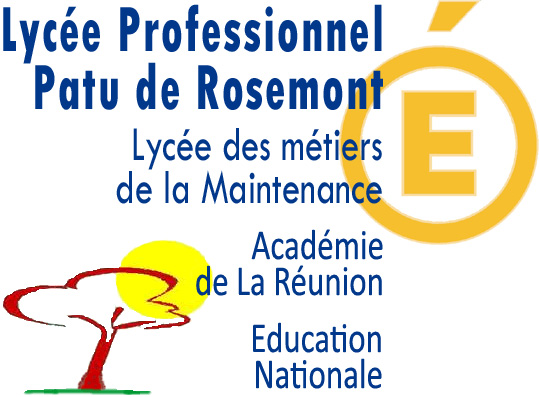 Lycée Professionnel
Patu de Rosemont
Lycée des métiers
de la Maintenance
É
Académie
de La Réunion
Education
Nationale